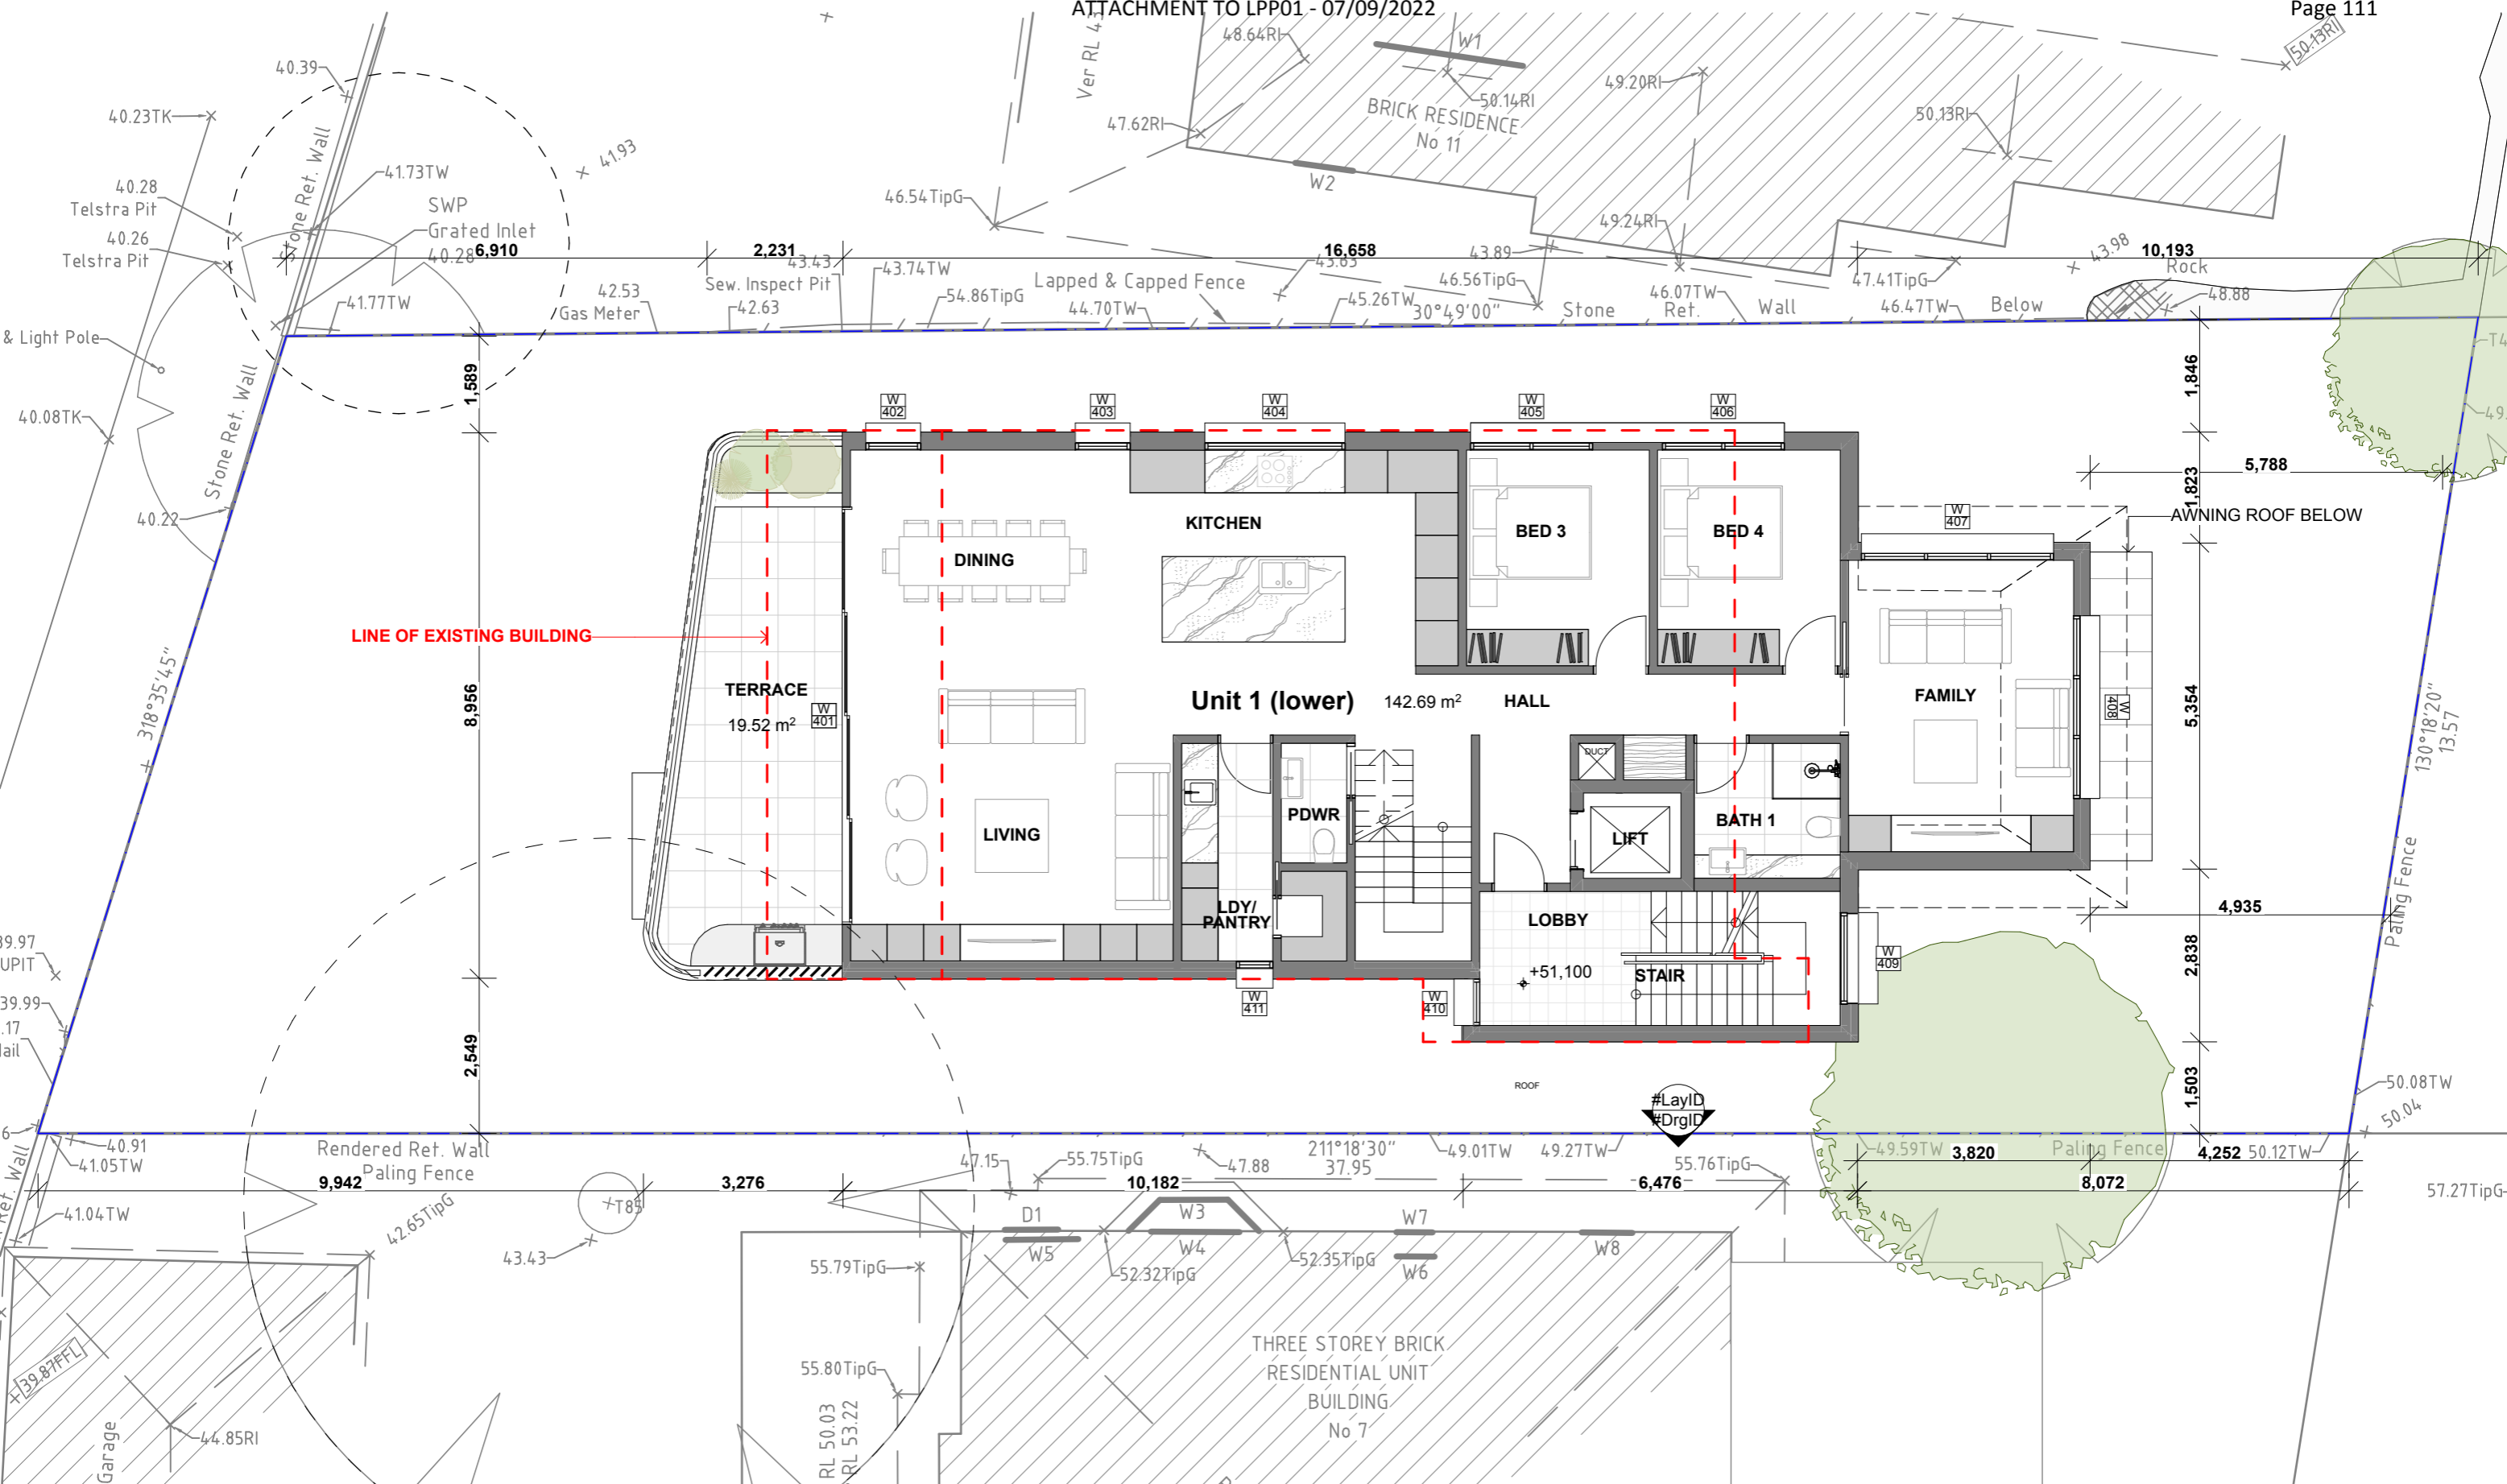 ATTACHMENT TO LPP01 - 07/09/2022
Page 111
40.39
40.23TK
Stone Ret. Wall
41.93
41.73TW
40.28
Telstra Pit
40.26
Telstra Pit
SWP
Grated Inlet
40.28
41.77TW
48.64RI
W1
50.14RI
BRICK RESIDENCE
No 11
49.20RI
50.13RI
50.13RI
47.62RI
W2
46.54TipG
49.24RI
43.89
46.56TipG
47.41TipG
43.98
Rock
48.88
6,910
2,231
16,658
10,193
42.53
Gas Meter
43.43
Sew. Inspect Pit
42.63
43.74TW
54.86TipG
Lapped & Capped Fence
44.70TW
43.63
45.26TW
30°49'00"
Stone
Ret.
46.07TW
Wall
46.47TW
Below
& Light Pole
40.08TK
Stone Ret. Wall
40.22
1,589
1,846
W
402
W
403
W
404
W
405
W
406
1,823
5,788
W
407
AWNING ROOF BELOW
KITCHEN
DINING
BED 3
BED 4
LINE OF EXISTING BUILDING
318°35'45"
8,956
TERRACE
19.52 m²
W
401
Unit 1 (lower)
142.69 m²
HALL
FAMILY
W
408
5,354
130°18'20"
13.57
DUCT
LIVING
PDWR
LIFT
BATH 1
LDY/
PANTRY
LOBBY
+51,100
STAIR
W
409
W
410
W
411
4,935
Paling Fence
2,838
2,549
1,503
39.99
ROOF
#LayID
#DrgID
50.08TW
50.04
40.91
41.05TW
Rendered Ret. Wall
Paling Fence
47.15
55.75TipG
47.88
211°18'30"
37.95
49.01TW
49.27TW
55.76TipG
49.59TW
3,820
Paling Fence
4,252
50.12TW
9,942
3,276
10,182
6,476
8,072
57.27TipG
Ret. Wall
41.04TW
T85
42.65TipG
43.43
D1
W5
W3
W4
W7
W6
W8
55.79TipG
52.32TipG
52.35TipG
39.87FFL
44.85RI
Garage
55.80TipG
RL 50.03
RL 53.22
THREE STOREY BRICK
RESIDENTIAL UNIT
BUILDING
No 7